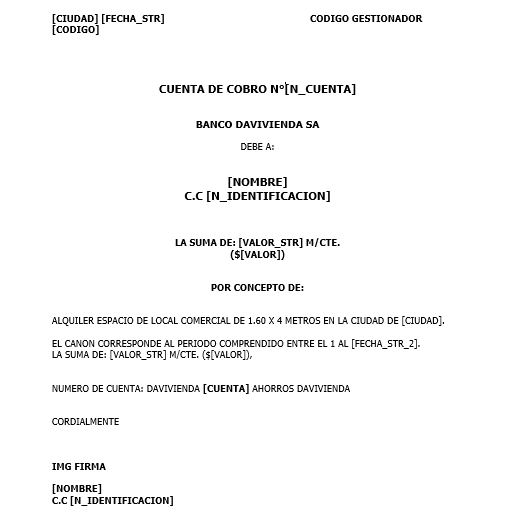 [CIUDAD] [FECHA_STR] CODIGO GESTIONADOR
[CODIGO]
CUENTA DE COBRO N°[N_CUENTA]
BANCO DAVIVIENDA SA
DEBE A:
[NOMBRE]
C.C [N_IDENTIFICACION]
LA SUMA DE: [VALOR_STR] M/CTE.
($[VALOR])
POR CONCEPTO DE:
ALQUILER ESPACIO DE LOCAL COMERCIAL DE 1.60 X 4 METROS EN LA CIUDAD DE [CIUDAD].
EL CANON CORRESPONDE AL PERIODO COMPRENDIDO ENTRE EL 1 AL [FECHA_STR_2].
LA SUMA DE: [VALOR_STR] M/CTE. ($[VALOR]),
NUMERO DE CUENTA: DAVIVIENDA [CUENTA] AHORROS DAVIVIENDA
CORDIALMENTE
IMG FIRMA
[NOMBRE]
C.C [N_IDENTIFICACION]